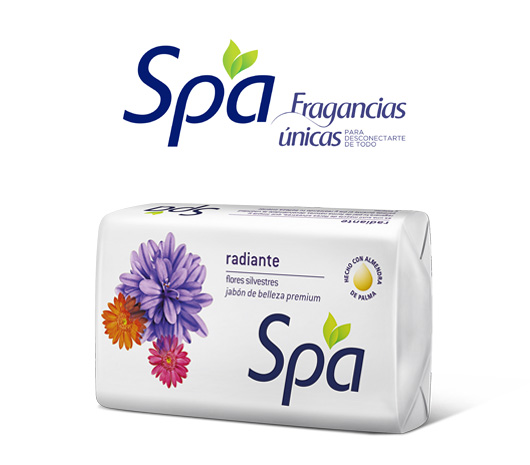 Spa
Fragancias
únicas PARA
DESCONECTARTE
DE TODO
Spa
radiante
radiante
flores silvestres
jabón de belleza premium
HECHO CON ALMENDRA
DE PALMA
Spa